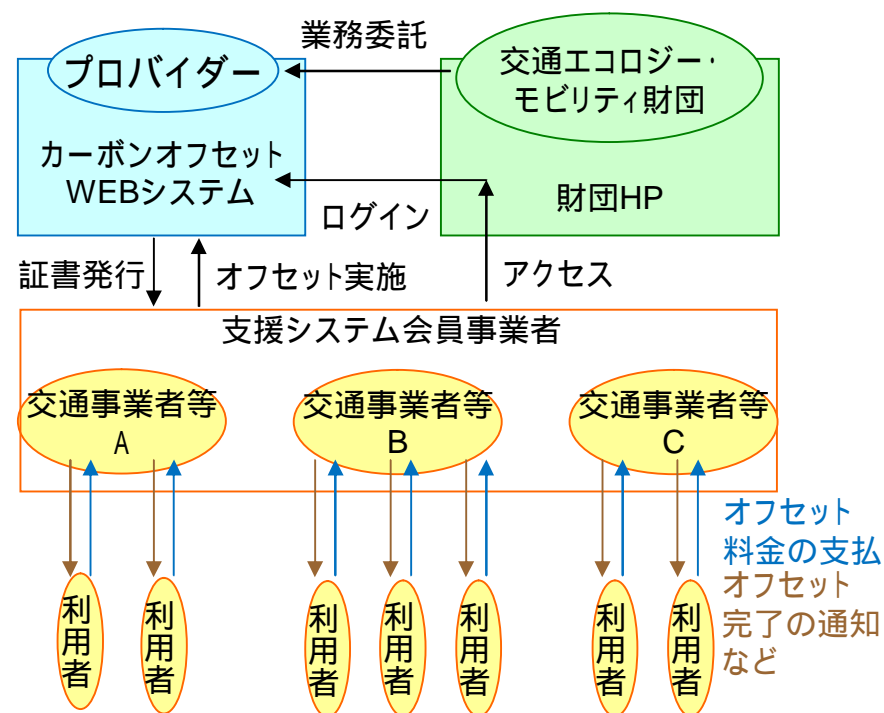 業務委託
プロバイダー
交通エコロジー・
モビリティ財団
カーボンオフセット
WEBシステム
財団HP
ログイン
証書発行
オフセット実施
アクセス
支援システム会員事業者
交通事業者等
A
交通事業者等
B
交通事業者等
C
オフセット
料金の支払
オフセット
完了の通知
など
利用者
利用者
利用者
利用者
利用者
利用者
利用者